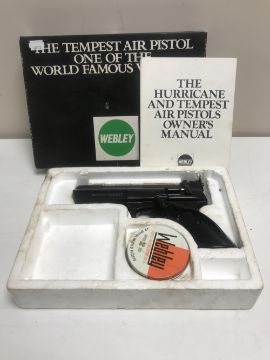 THE TEMPEST AIR PISTOL
ONE OF THE
WORLD FAMOUS
WEBLEY
THE
HURRICANE
AND TEMPEST
AIR PISTOLS
OWNER'S
MANUAL
WEBLEY
Webley